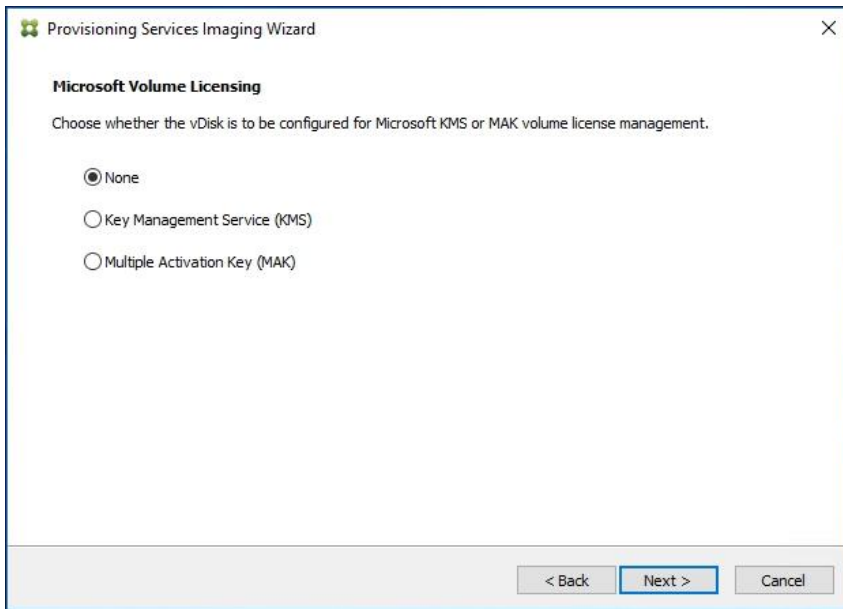 Provisioning Services Imaging Wizard
Microsoft Volume Licensing
Choose whether the vDisk is to be configured for Microsoft KMS or MAK volume license management.
None
Key Management Service (KMS)
Multiple Activation Key (MAK)
< Back Next > Cancel